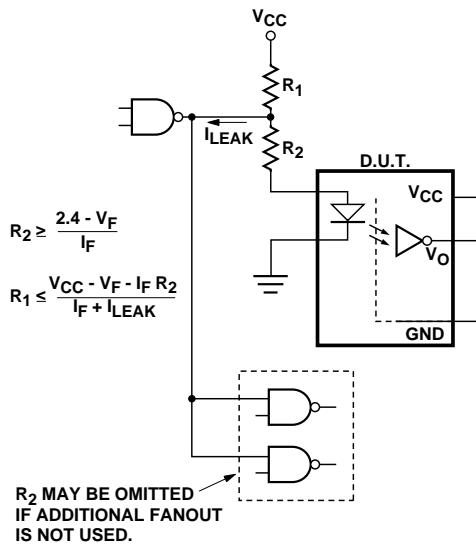 VCC
R1
ILEAK
R2
D.U.T.
VCC
VO
GND
R2 ≥ 2.4 - VF / IF
R1 ≤ VCC - VF - IF R2 / IF + ILEAK
R2 MAY BE OMITTED
IF ADDITIONAL FANOUT
IS NOT USED.